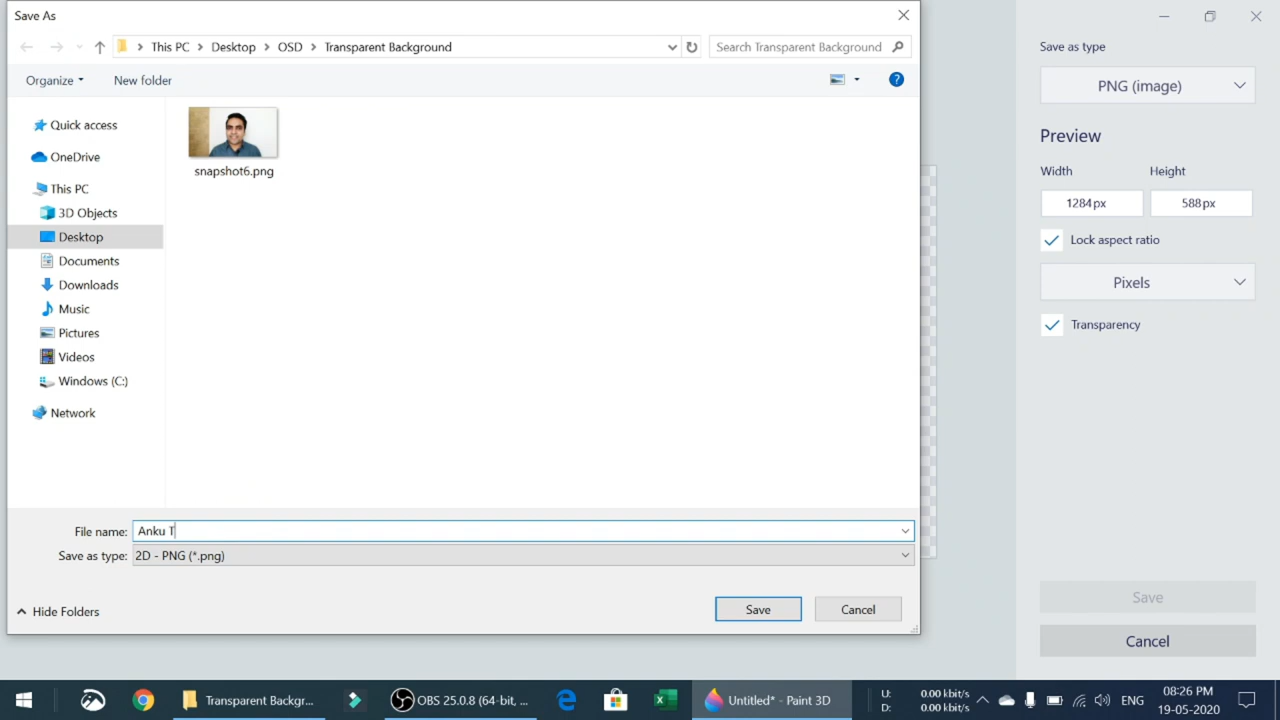 Save As
This PC > Desktop > OSD > Transparent Background
Search Transparent Background
Organize
New folder
Quick access
OneDrive
This PC
3D Objects
Desktop
Documents
Downloads
Music
Pictures
Videos
Windows (C:)
Network
snapshot6.png
File name: Anku T
Save as type: 2D - PNG (*.png)
Hide Folders
Save
Cancel
Save as type
PNG (image)
Preview
Width Height
1284 px 588 px
Lock aspect ratio
Pixels
Transparency
Save
Cancel
Transparent Backgr...
OBS 25.0.8 (64-bit, ...
Untitled* - Paint 3D
U: 0.00 kbit/s
D: 0.00 kbit/s
ENG
08:26 PM
19-05-2020